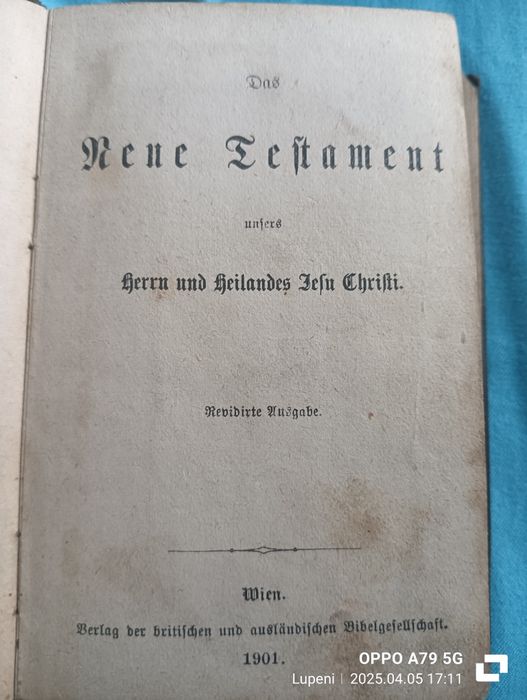 Das
Neue Testament
unsers
Herrn und Heilandes Jesu Christi.
Revidirte Ausgabe.
Wien.
Verlag der britischen und ausländischen Bibelgesellschaft.
1901.
OPPO A79 5G
Lupeni | 2025.04.05 17:11